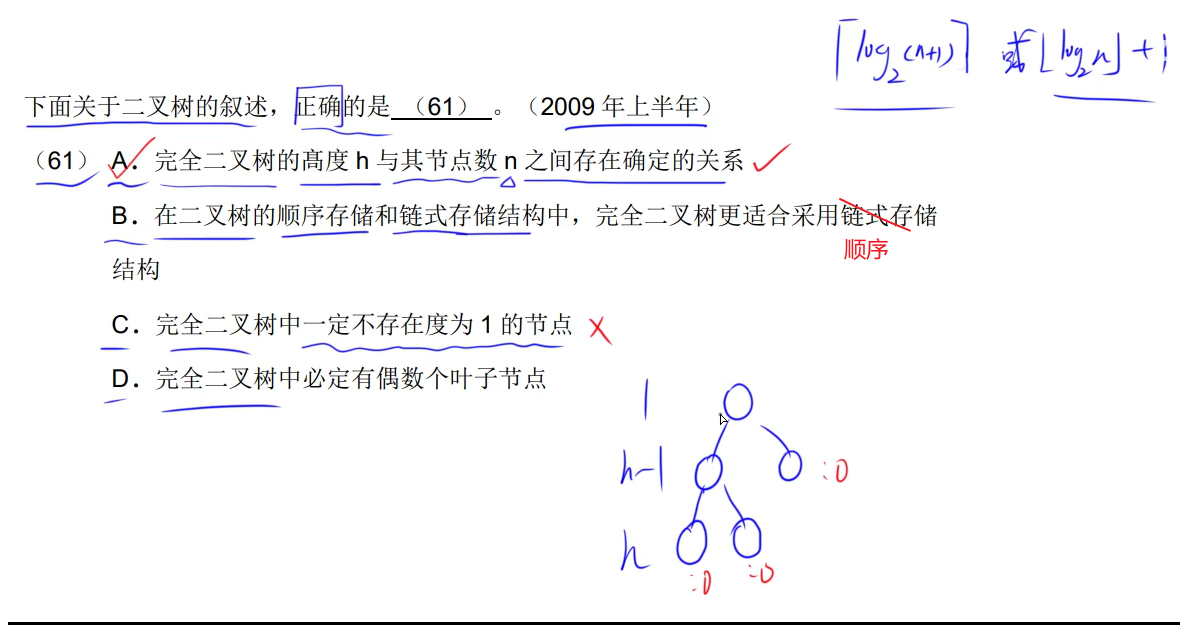 ⌈log₂(n+1)⌉ 或⌊log₂n⌋+1
下面关于二叉树的叙述，正确的是 （61） 。（2009 年上半年）
（61） A．完全二叉树的高度 h 与其节点数 n 之间存在确定的关系
B．在二叉树的顺序存储和链式存储结构中，完全二叉树更适合采用链式存储
顺序
结构
C．完全二叉树中一定不存在度为 1 的节点
D．完全二叉树中必定有偶数个叶子节点
1
h-1 :0
h
:0 :0